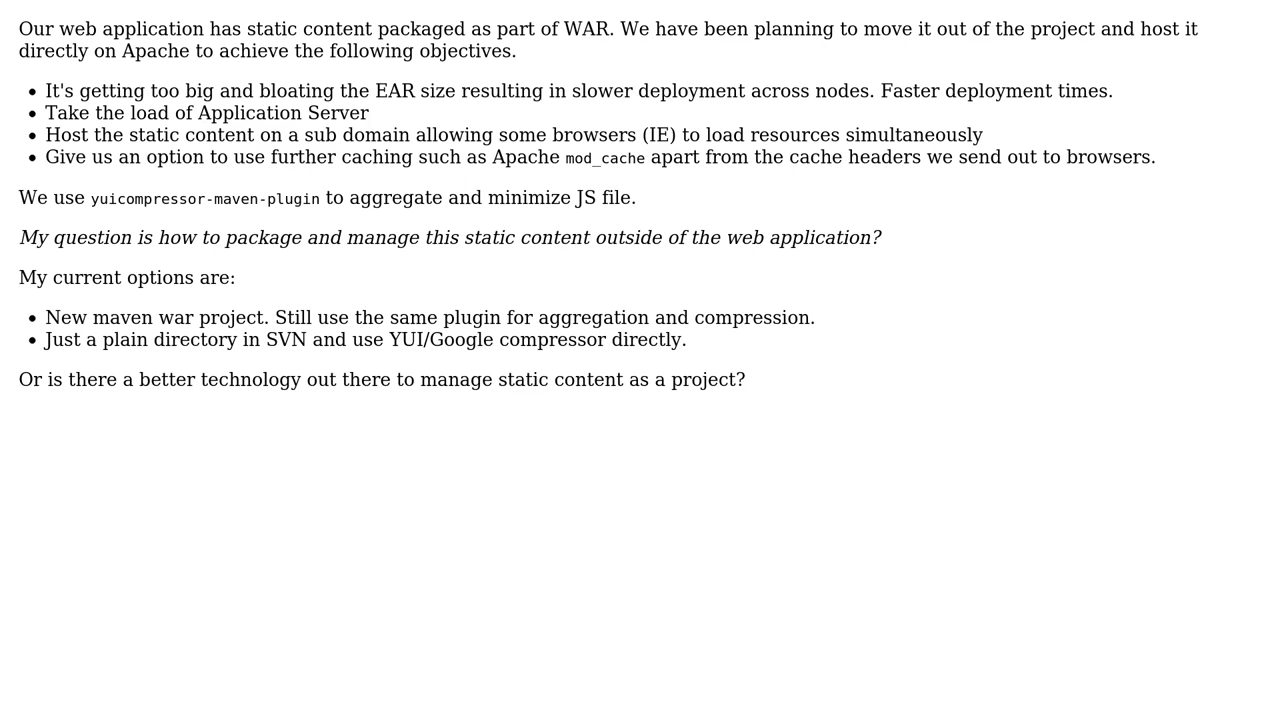 Our web application has static content packaged as part of WAR. We have been planning to move it out of the project and host it
directly on Apache to achieve the following objectives.
• It's getting too big and bloating the EAR size resulting in slower deployment across nodes. Faster deployment times.
• Take the load of Application Server
• Host the static content on a sub domain allowing some browsers (IE) to load resources simultaneously
• Give us an option to use further caching such as Apache mod_cache apart from the cache headers we send out to browsers.
We use yuicompressor-maven-plugin to aggregate and minimize JS file.
My question is how to package and manage this static content outside of the web application?
My current options are:
• New maven war project. Still use the same plugin for aggregation and compression.
• Just a plain directory in SVN and use YUI/Google compressor directly.
Or is there a better technology out there to manage static content as a project?